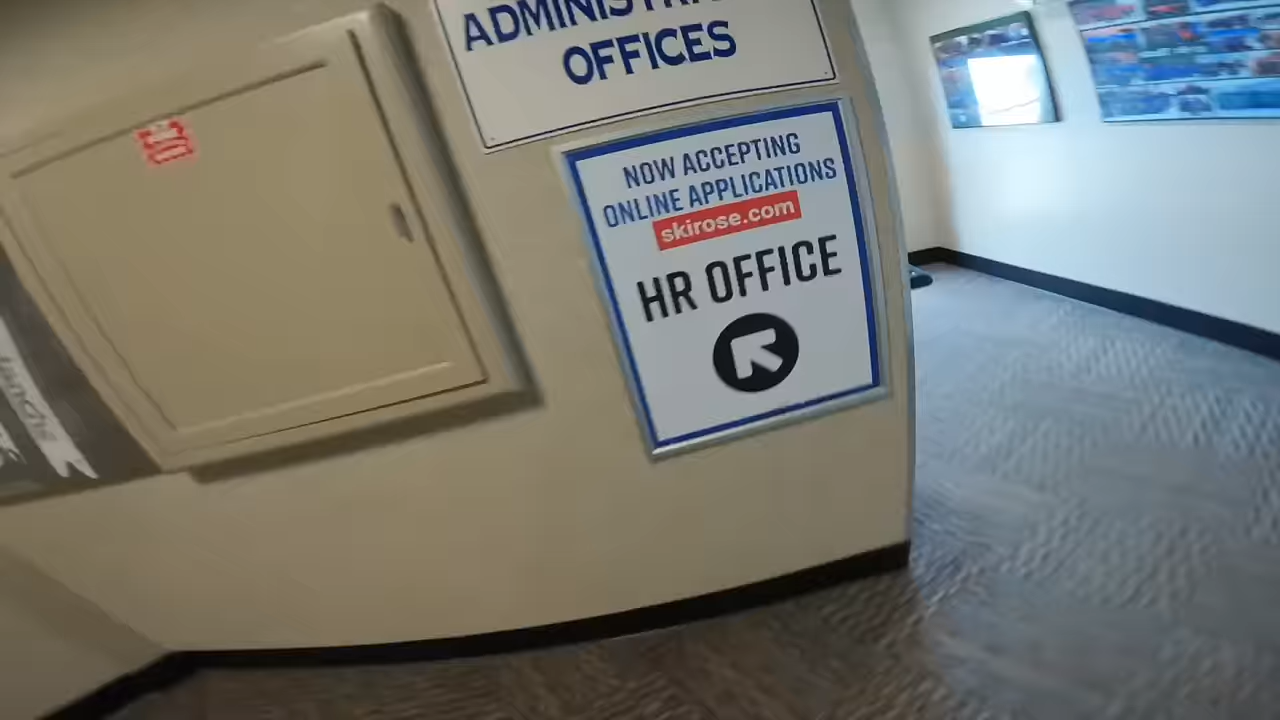 OFFICES
NOW ACCEPTING
ONLINE APPLICATIONS
skirose.com
HR OFFICE